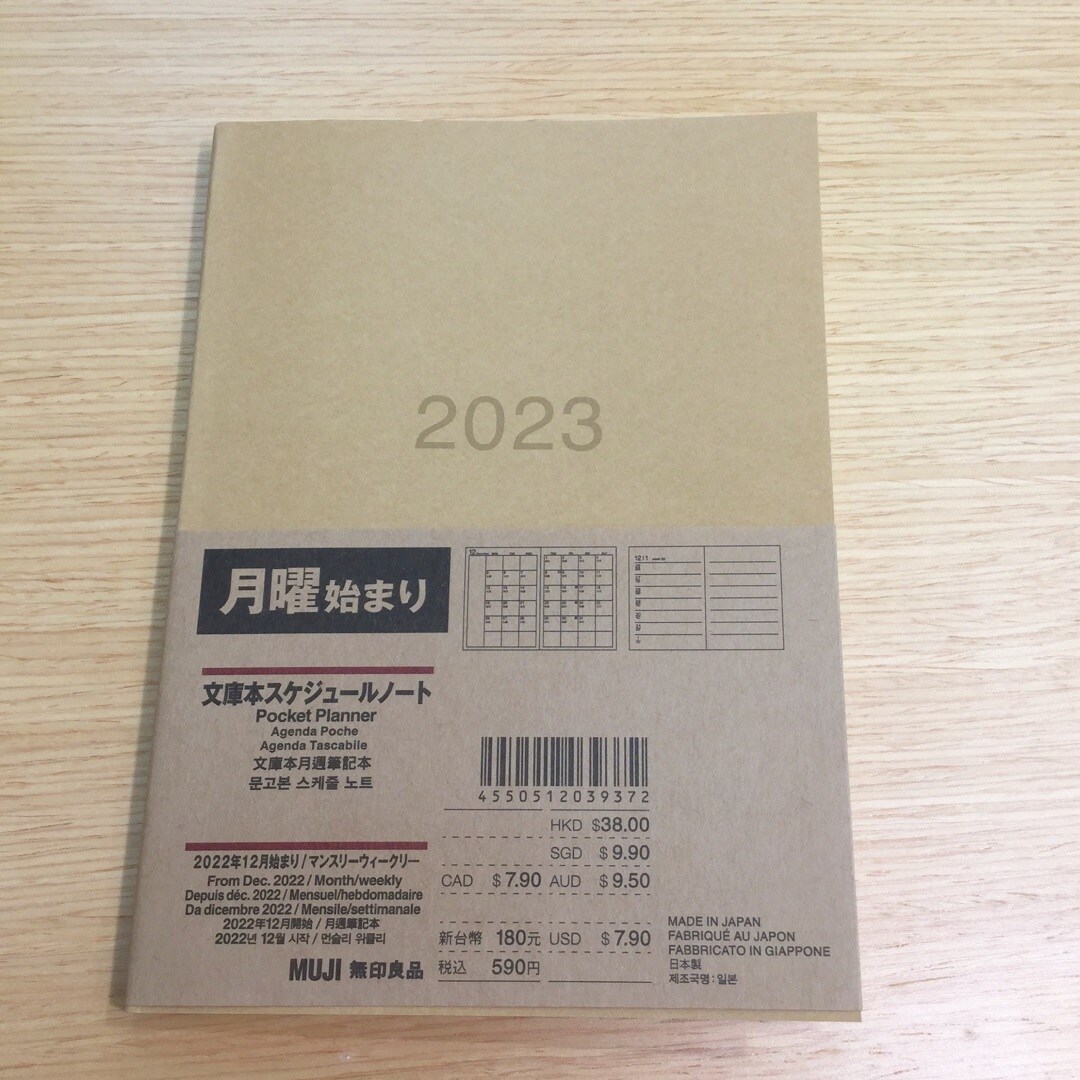 2023
月曜始まり
文庫本スケジュールノート
Pocket Planner
Agenda Poche
Agenda Tascabile
文庫本月週筆記本
문고본 스케줄 노트
2022年12月始まり/マンスリーウィークリー
From Dec. 2022 / Month/weekly
Depuis déc. 2022 / Mensuel/hebdomadaire
Da dicembre 2022 / Mensile/settimanale
2022年12月開始 / 月週筆記本
2022년 12월 시작 / 먼슬리 위클리
MUJI 無印良品
4550512039372
HKD $38.00
SGD $ 9.90
CAD $ 7.90 AUD $ 9.50
新台幣 180元 USD $ 7.90
税込 590円
MADE IN JAPAN
FABRIQUÉ AU JAPON
FABBRICATO IN GIAPPONE
日本製
제조국명 : 일본